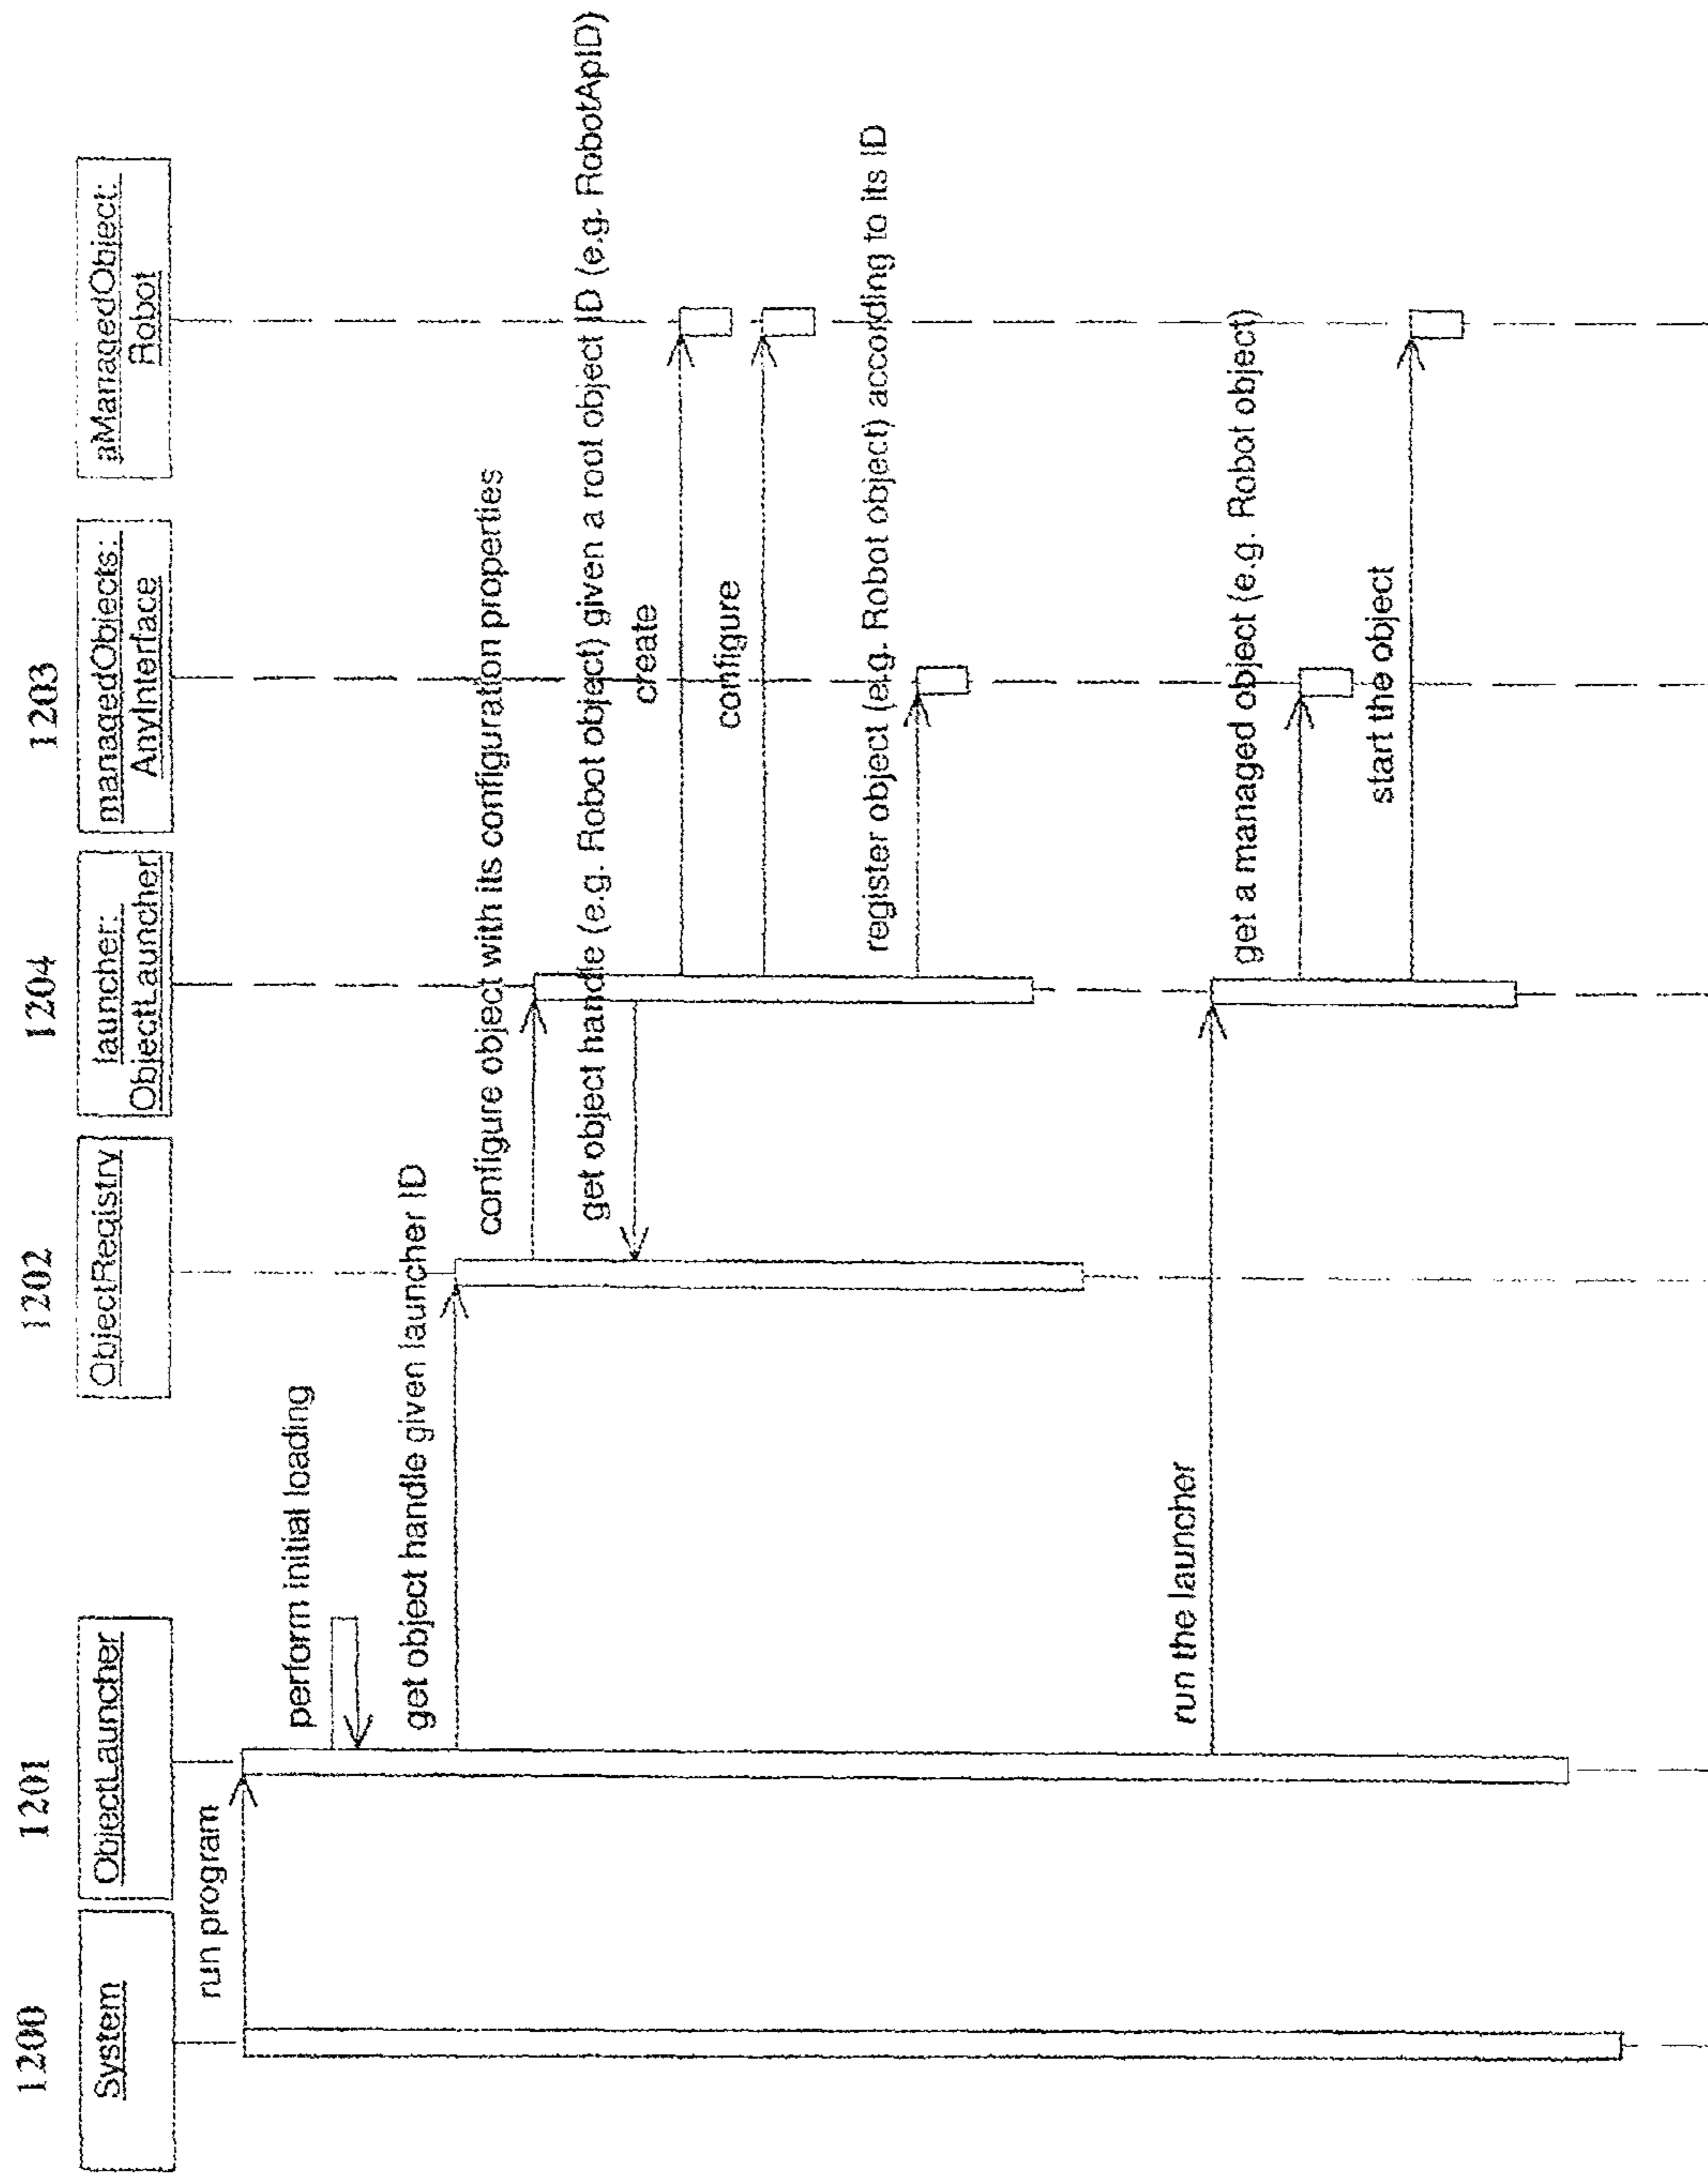 1200
1201
1202
1204
1203
System
ObjectLauncher
ObjectRegistry
launcher:
ObjectLauncher
managedObjects:
AnyInterface
aManagedObject:
Robot
run program
perform initial loading
get object handle given launcher ID
configure object with its configuration properties
get object handle (e.g. Robot object) given a root object ID (e.g. RobotApID)
create
configure
register object (e.g. Robot object) according to its ID
run the launcher
get a managed object (e.g. Robot object)
start the object